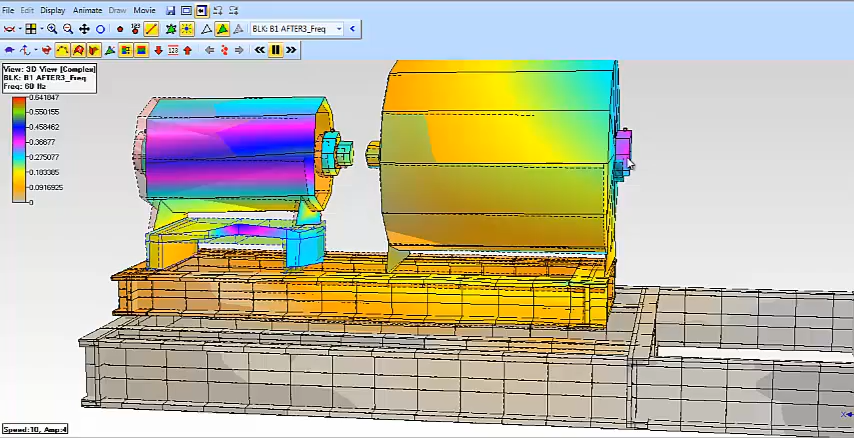 File Edit Display Animate Draw Movie
BLK: B1 AFTER3_Freq
View: 3D View [Complex]
BLK: B1 AFTER3_Freq
Freq: 60 Hz
0.641847
0.550155
0.458462
0.36677
0.275077
0.183385
0.0916925
0
Speed:10, Amp:4